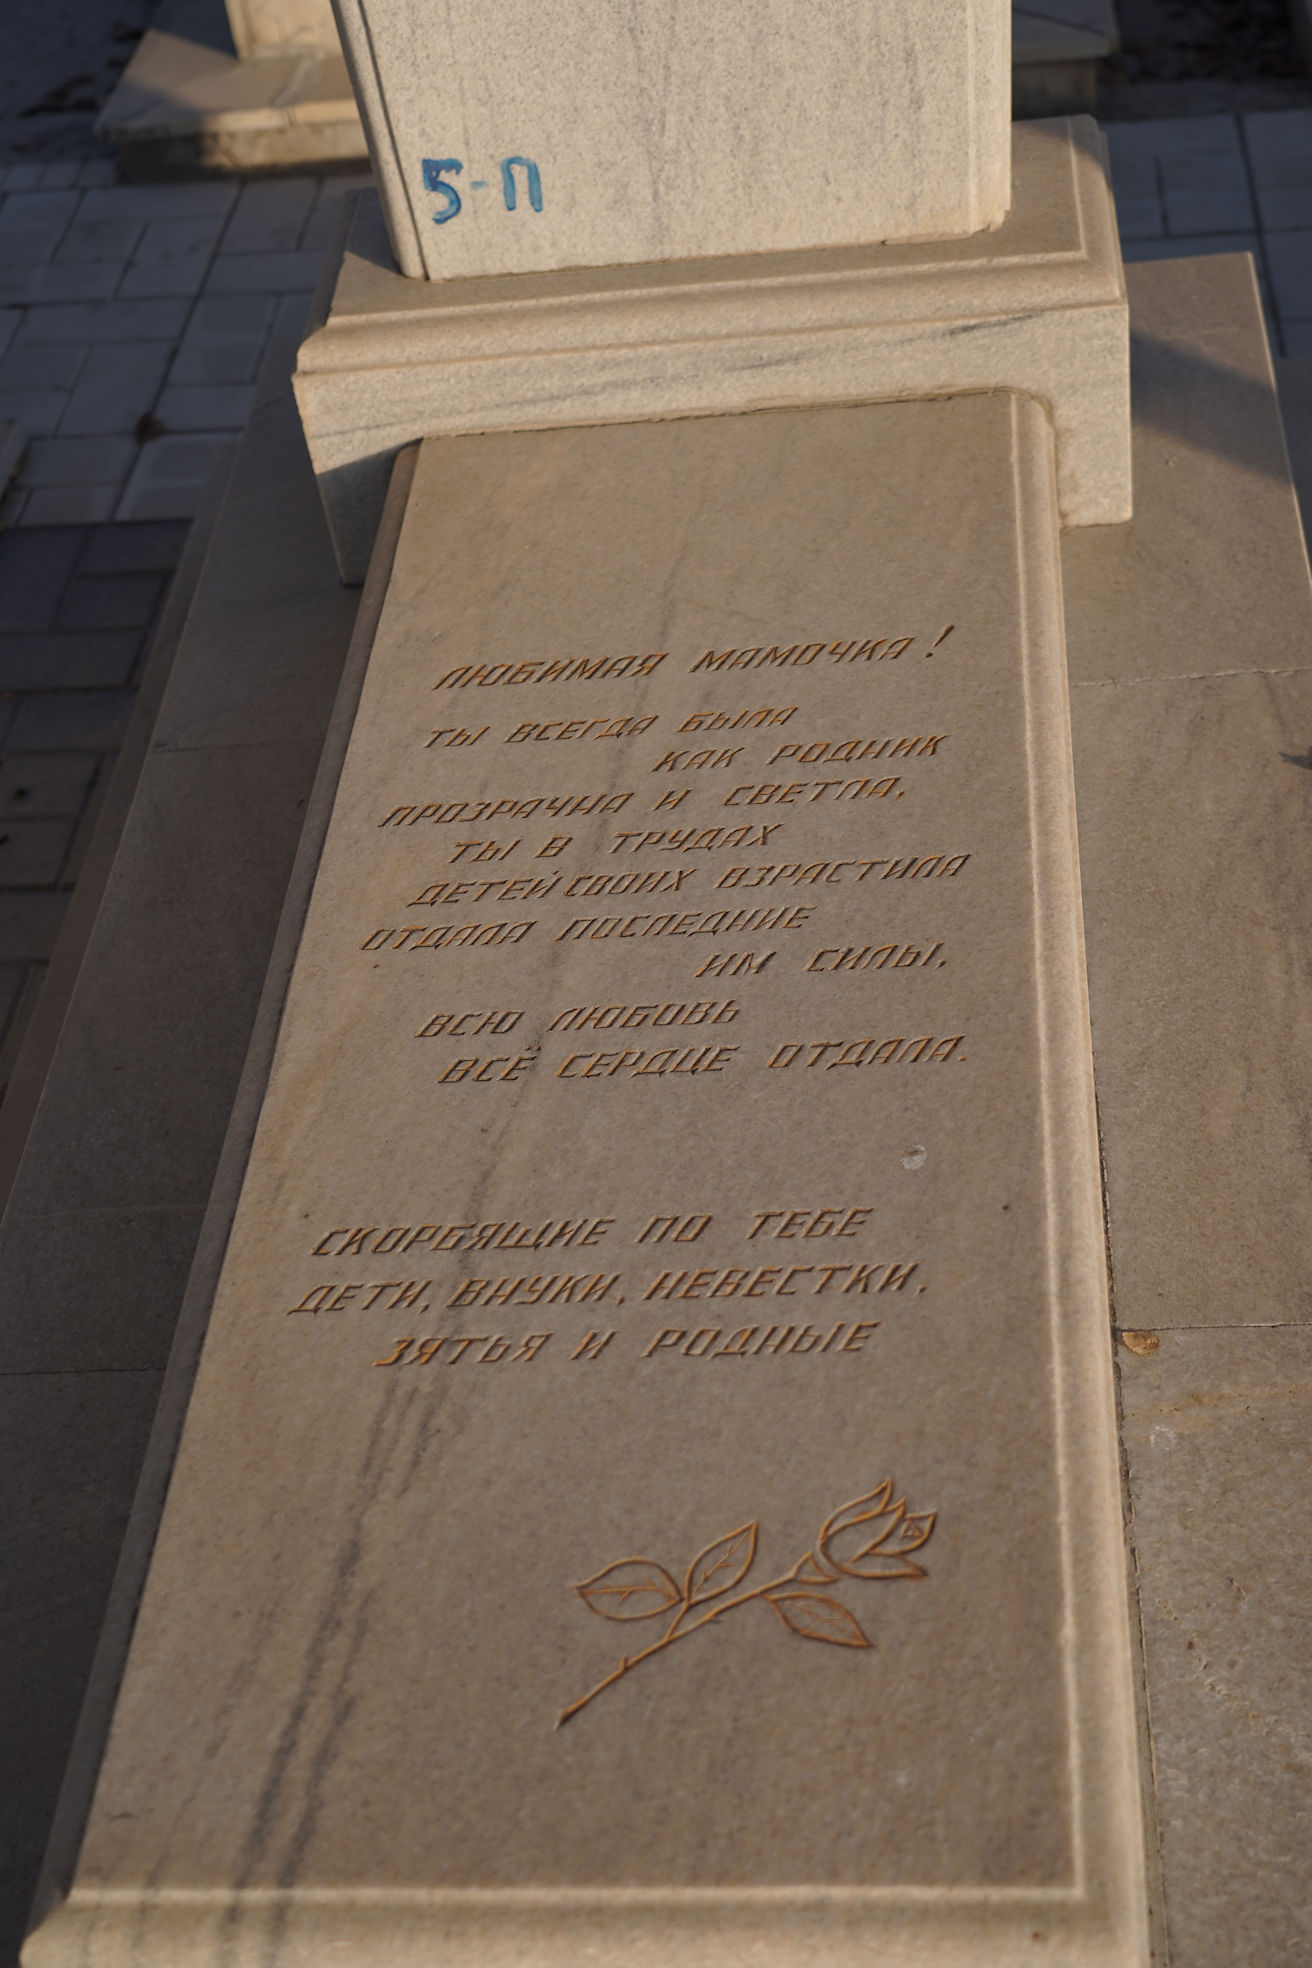 5-П
ЛЮБИМАЯ МАМОЧКА!
ТЫ ВСЕГДА БЫЛА
КАК РОДНИК
ПРОЗРАЧНА И СВЕТЛА,
ТЫ В ТРУДАХ
ДЕТЕЙ СВОИХ ВЗРАСТИЛА
ОТДАЛА ПОСЛЕДНИЕ
ИМ СИЛЫ,
ВСЮ ЛЮБОВЬ
ВСЁ СЕРДЦЕ ОТДАЛА.
СКОРБЯЩИЕ ПО ТЕБЕ
ДЕТИ, ВНУКИ, НЕВЕСТКИ,
ЗЯТЬЯ И РОДНЫЕ